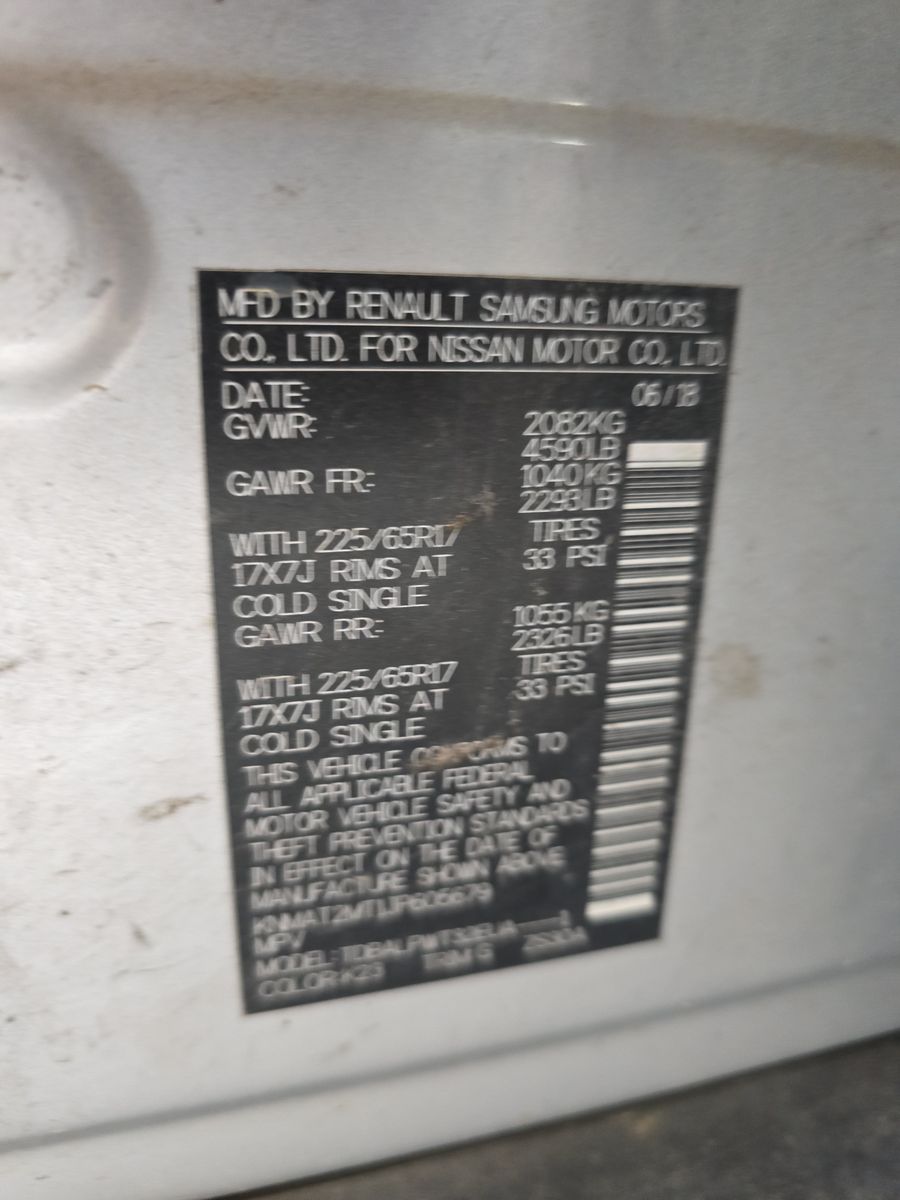 MFD BY RENAULT SAMSUNG MOTORS
CO., LTD. FOR NISSAN MOTOR CO., LTD.
DATE: 06/18
GVWR: 2082KG
4590LB
GAWR FR: 1040KG
2293LB
WITH 225/65R17 TIRES
17X7J RIMS AT 33 PSI
COLD SINGLE
GAWR RR: 1055KG
2326LB
WITH 225/65R17 TIRES
17X7J RIMS AT 33 PSI
COLD SINGLE
THIS VEHICLE CONFORMS TO
ALL APPLICABLE FEDERAL
MOTOR VEHICLE SAFETY AND
THEFT PREVENTION STANDARDS
IN EFFECT ON THE DATE OF
MANUFACTURE SHOWN ABOVE
MPV
MODEL:
COLOR:K23 TRIM:G